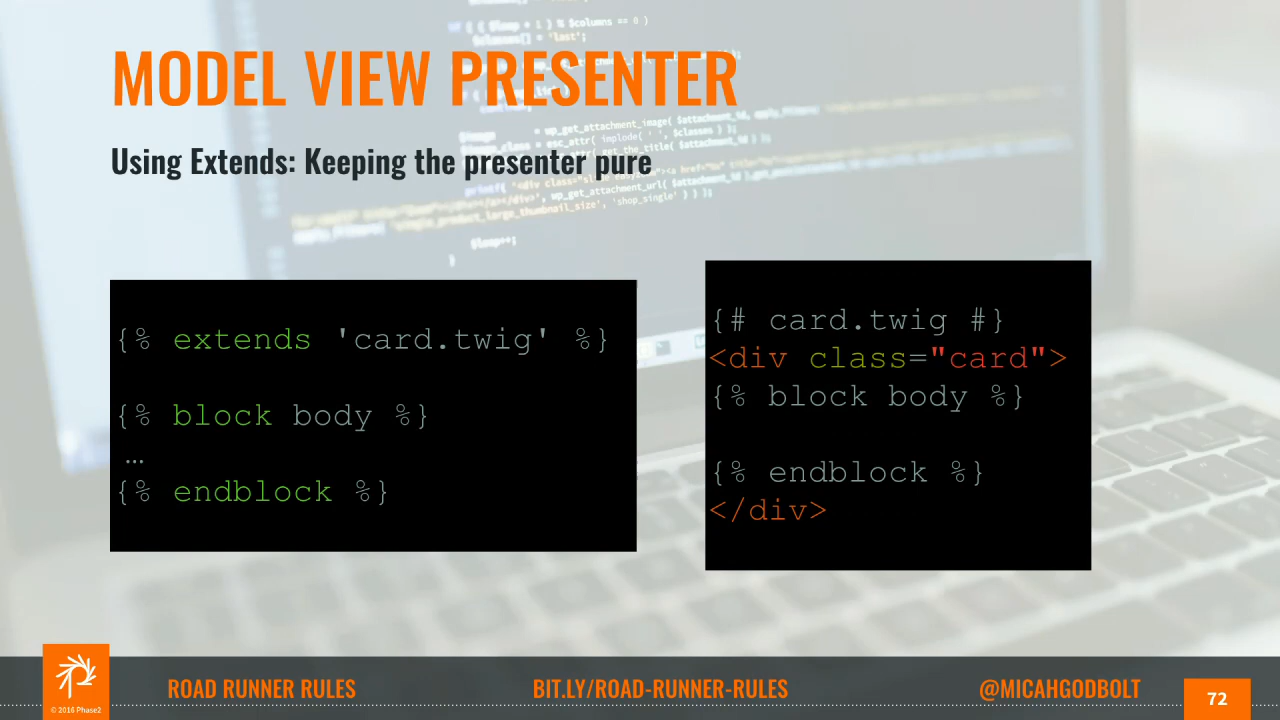 MODEL VIEW PRESENTER
Using Extends: Keeping the presenter pure
{% extends 'card.twig' %}
{% block body %}
…
{% endblock %}
{# card.twig #}
<div class="card">
{% block body %}
{% endblock %}
</div>
ROAD RUNNER RULES
BIT.LY/ROAD-RUNNER-RULES
@MICAHGODBOLT
72
© 2016 Phase2